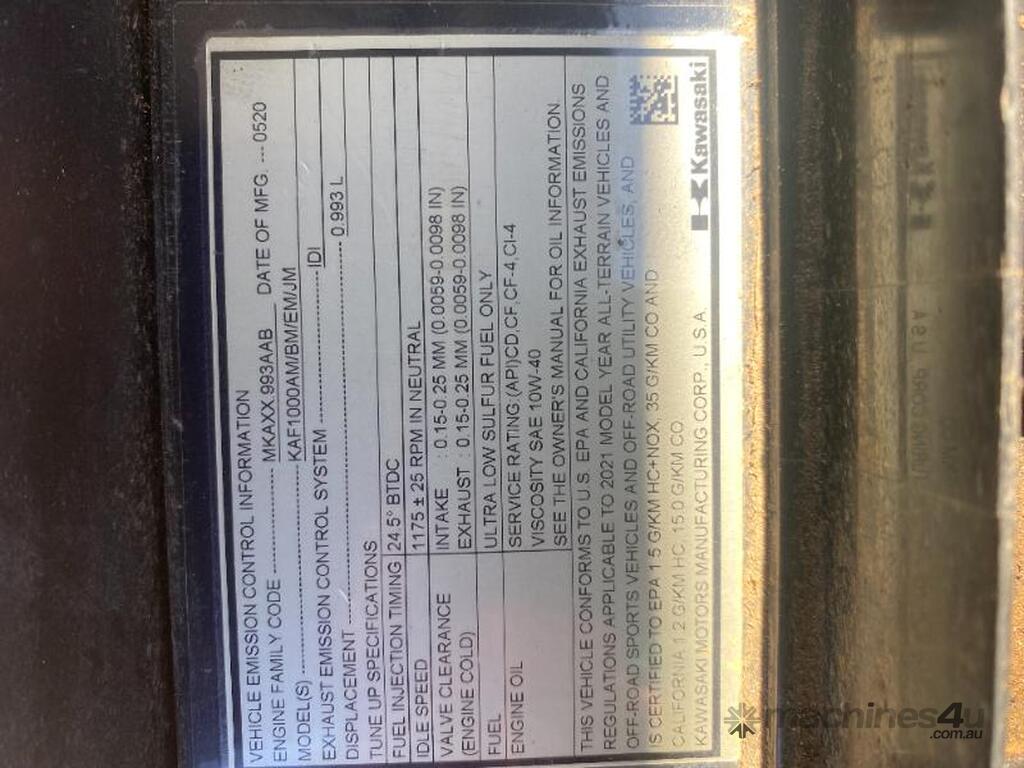 VEHICLE EMISSION CONTROL INFORMATION
ENGINE FAMILY CODE ---------- MKAXX.993AAB DATE OF MFG. --- 0520
MODEL(S) ---------- KAF1000AMBM/EM/JM
EXHAUST EMISSION CONTROL SYSTEM ---------- IDI
DISPLACEMENT ---------- 0.993 L
TUNE UP SPECIFICATIONS
FUEL INJECTION TIMING 24.5° BTDC
IDLE SPEED 1175 ± 25 RPM IN NEUTRAL
VALVE CLEARANCE INTAKE : 0.15-0.25 MM (0.0059-0.0098 IN)
(ENGINE COLD) EXHAUST : 0.15-0.25 MM (0.0059-0.0098 IN)
FUEL ULTRA LOW SULFUR FUEL ONLY
ENGINE OIL SERVICE RATING:(API)CD,CF,CF-4,CI-4
VISCOSITY SAE 10W-40
SEE THE OWNER'S MANUAL FOR OIL INFORMATION.
THIS VEHICLE CONFORMS TO U.S. EPA AND CALIFORNIA EXHAUST EMISSIONS
REGULATIONS APPLICABLE TO 2021 MODEL YEAR ALL-TERRAIN VEHICLES AND
OFF-ROAD SPORTS VEHICLES AND OFF-ROAD UTILITY VEHICLES, AND
IS CERTIFIED TO EPA 1.5 G/KM HC+NOX, 35 G/KM CO AND
CALIFORNIA 1.2 G/KM HC, 15.0 G/KM CO.
KAWASAKI MOTORS MANUFACTURING CORP., U.S.A.
Kawasaki
machines4u
.com.au